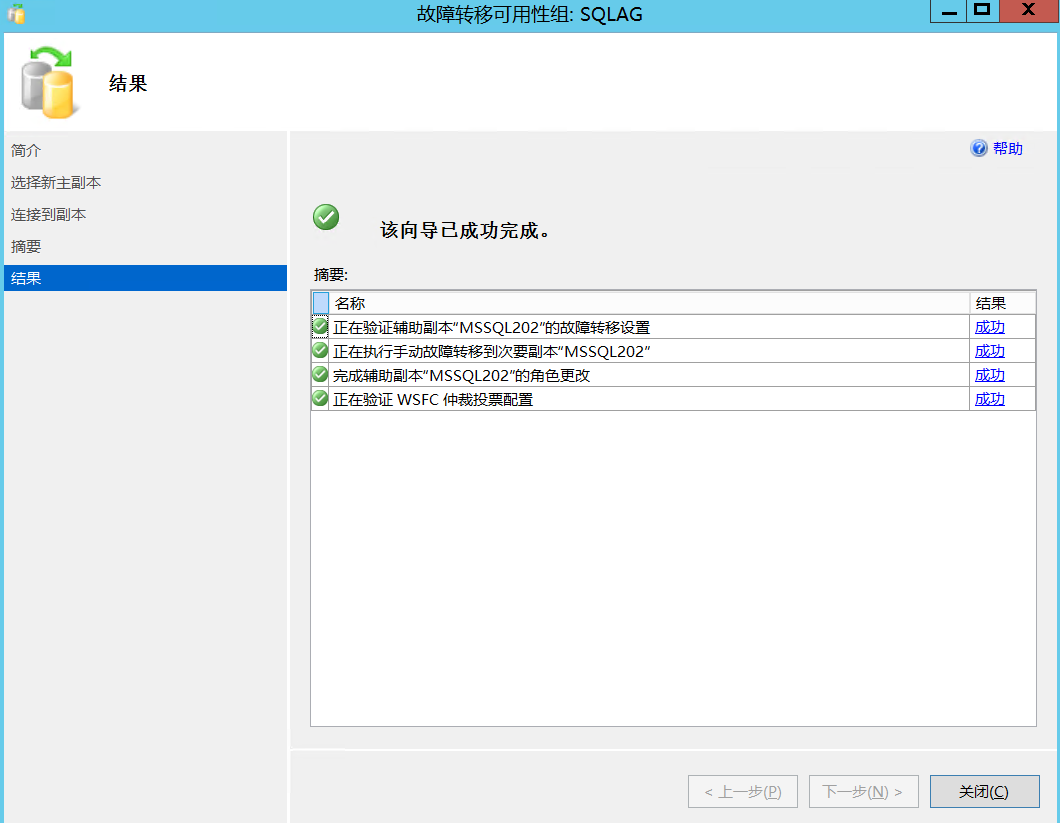 故障转移可用性组: SQLAG
结果
简介
选择新主副本
连接到副本
摘要
结果
帮助
该向导已成功完成。
摘要:
名称 结果
正在验证辅助副本“MSSQL202”的故障转移设置 成功
正在执行手动故障转移到次要副本“MSSQL202” 成功
完成辅助副本“MSSQL202”的角色更改 成功
正在验证 WSFC 仲裁投票配置 成功
< 上一步(P) 下一步(N) > 关闭(C)